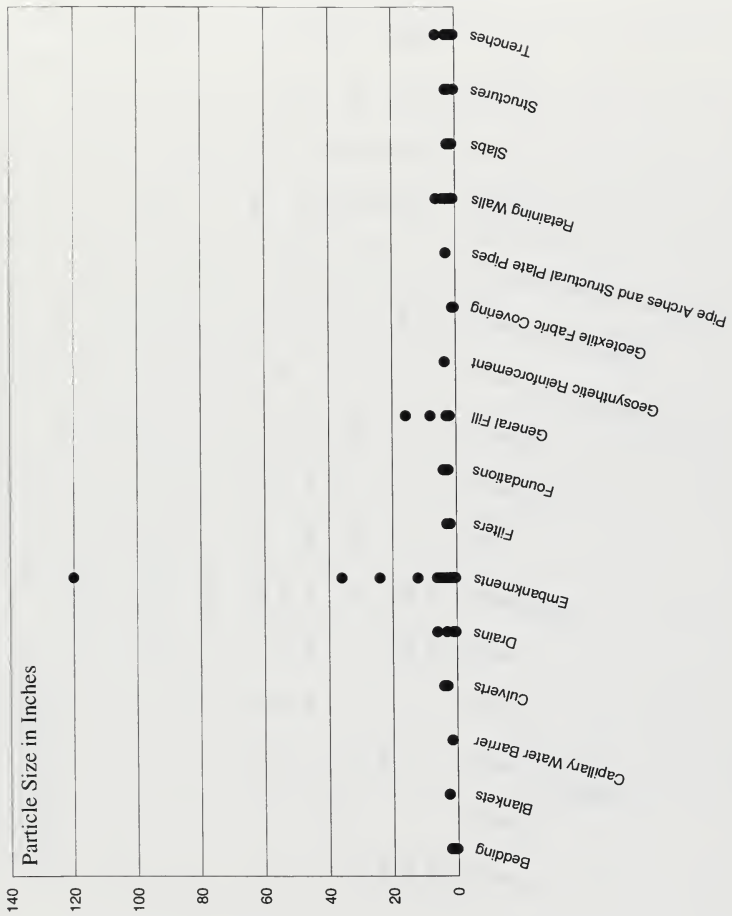 Particle Size in Inches
140
120
100
80
60
40
20
0
Bedding
Blankets
Capillary Water Barrier
Culverts
Drains
Embankments
Filters
Foundations
General Fill
Geosynthetic Reinforcement
Geotextile Fabric Covering
Pipe Arches and Structural Plate Pipes
Retaining Walls
Slabs
Structures
Trenches